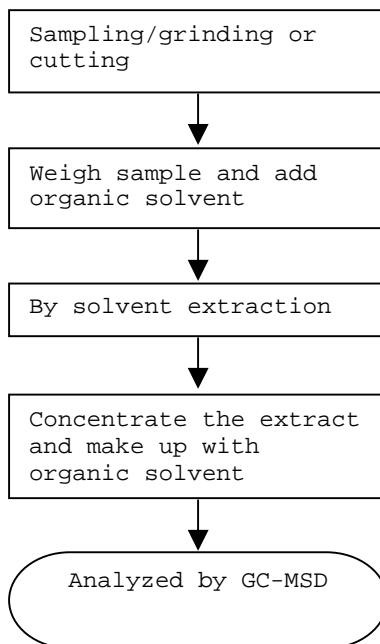 Sampling/grinding or
cutting
Weigh sample and add
organic solvent
By solvent extraction
Concentrate the extract
and make up with
organic solvent
Analyzed by GC-MSD